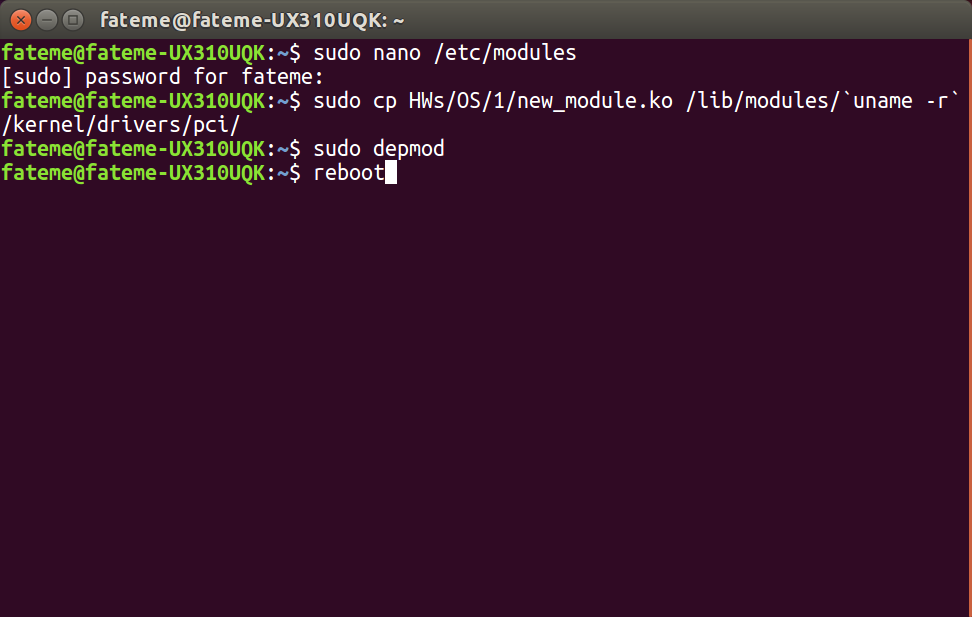 fateme@fateme-UX310UQK: ~
fateme@fateme-UX310UQK:~$ sudo nano /etc/modules
[sudo] password for fateme:
fateme@fateme-UX310UQK:~$ sudo cp HWs/OS/1/new_module.ko /lib/modules/`uname -r`
/kernel/drivers/pci/
fateme@fateme-UX310UQK:~$ sudo depmod
fateme@fateme-UX310UQK:~$ reboot